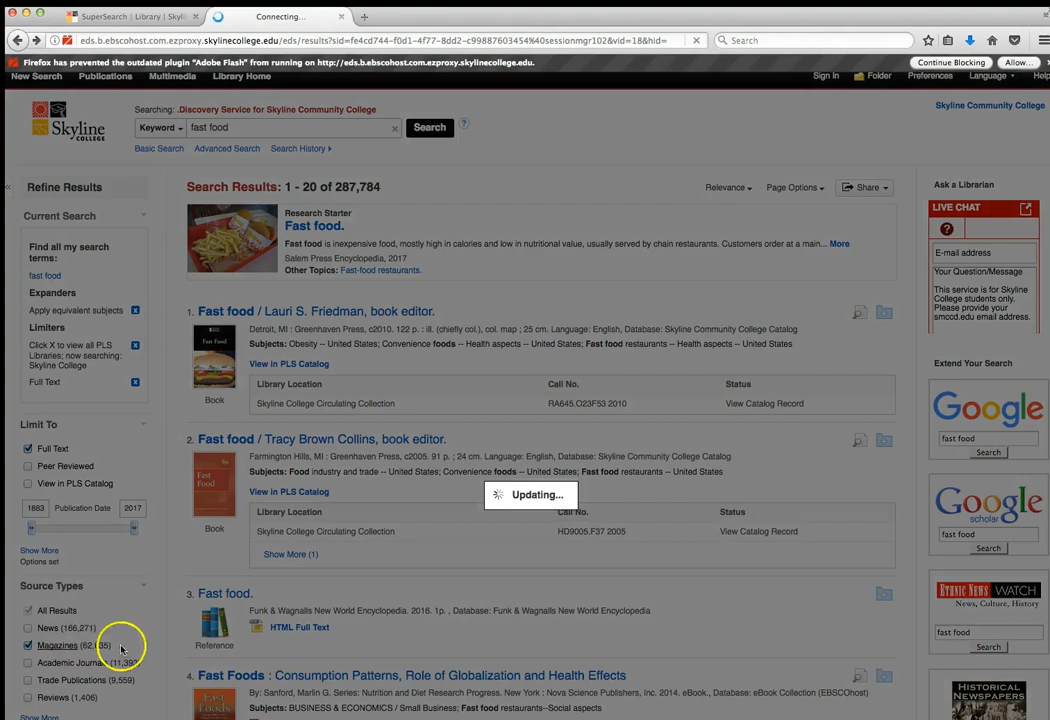 SuperSearch | Library | Skyli
Connecting...
eds.b.ebscohost.com.ezproxy.skylinecollege.edu/eds/results?sid=fe4cd744-f0d1-4f77-8dd2-c99887603454%40sessionmgr102&vid=18&hid=
Search
Firefox has prevented the outdated plugin "Adobe Flash" from running on http://eds.b.ebscohost.com.ezproxy.skylinecollege.edu.
Continue Blocking
Allow...
New Search Publications Multimedia Library Home
Sign In Folder Preferences Language Help
Skyline COLLEGE
Searching: .Discovery Service for Skyline Community College
Keyword fast food Search
Basic Search Advanced Search Search History
Skyline Community College
Refine Results
Current Search
Find all my search
terms:
fast food
Expanders
Apply equivalent subjects
Limiters
Click X to view all PLS
Libraries; now searching:
Skyline College
Full Text
Limit To
Full Text
Peer Reviewed
View in PLS Catalog
1883 Publication Date 2017
Show More
Options set
Source Types
All Results
News (166,271)
Magazines
Academic Journals
Trade Publications (9,559)
Reviews (1,406)
Show More
Search Results: 1 - 20 of 287,784
Relevance Page Options Share
Research Starter
Fast food.
Fast food is inexpensive food, mostly high in calories and low in nutritional value, usually served by chain restaurants. Customers order at a main... More
Salem Press Encyclopedia, 2017
Other Topics: Fast-food restaurants.
1. Fast food / Lauri S. Friedman, book editor.
Detroit, MI : Greenhaven Press, c2010. 122 p. : ill. (chiefly col.), col. map ; 25 cm. Language: English, Database: Skyline Community College Catalog
Subjects: Obesity -- United States; Convenience foods -- Health aspects -- United States; Fast food restaurants -- Health aspects -- United States
View in PLS Catalog
Fast Food
Book
Library Location Call No. Status
Skyline College Circulating Collection RA645.O23F53 2010 View Catalog Record
2. Fast food / Tracy Brown Collins, book editor.
Farmington Hills, MI : Greenhaven Press, c2005. 91 p. ; 24 cm. Language: English, Database: Skyline Community College Catalog
Subjects: Food industry and trade -- United States; Convenience foods -- United States; Fast food restaurants -- United States
View in PLS Catalog
Fast
Food
Book
Updating...
Library Location Call No. Status
Skyline College Circulating Collection HD9005.F37 2005 View Catalog Record
Show More (1)
3. Fast food.
Funk & Wagnalls New World Encyclopedia. 2016. 1p. , Database: Funk & Wagnalls New World Encyclopedia
HTML Full Text
Reference
4. Fast Foods : Consumption Patterns, Role of Globalization and Health Effects
By: Sanford, Marlin G. Series: Nutrition and Diet Research Progress. New York : Nova Science Publishers, Inc. 2014. eBook., Database: eBook Collection (EBSCOhost)
Subjects: BUSINESS & ECONOMICS / Small Business; Fast food restaurants--Social aspects
FAST FOODS
Ask a Librarian
LIVE CHAT
E-mail address
Your Question/Message
This service is for Skyline
College students only.
Please provide your
smccd.edu email address.
Extend Your Search
Google
fast food
Search
Google
scholar
fast food
Search
ETHNIC NEWS WATCH
News, Culture, History
fast food
Search
HISTORICAL
NEWSPAPERS